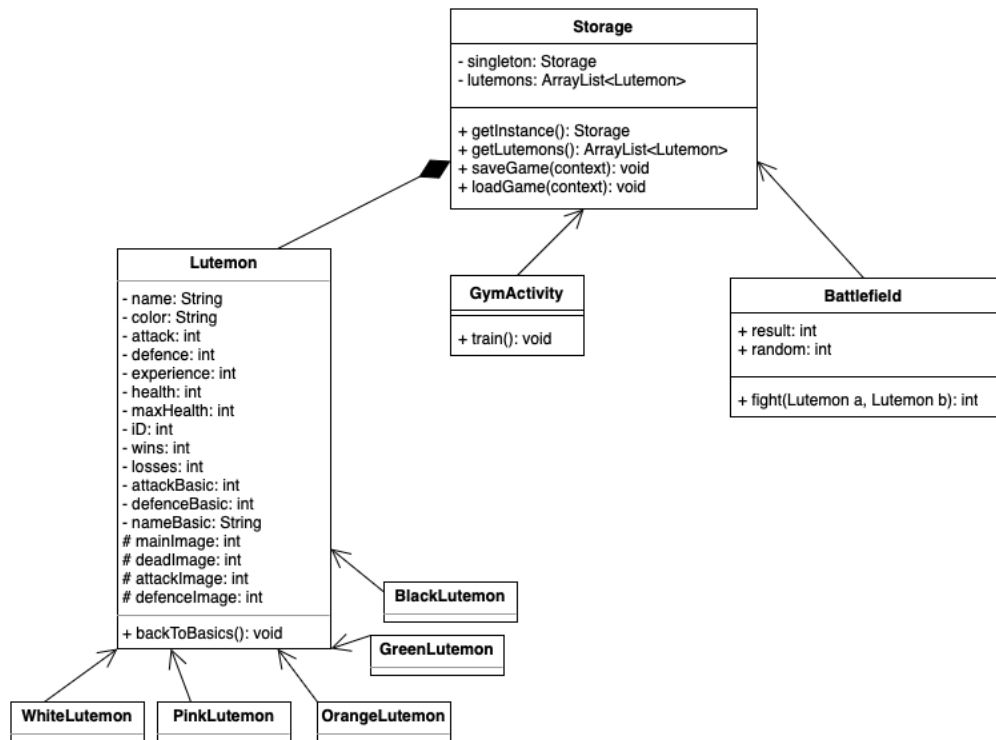 Storage
- singleton: Storage
- lutemons: ArrayList<Lutemon>
+ getInstance(): Storage
+ getLutemons(): ArrayList<Lutemon>
+ saveGame(context): void
+ loadGame(context): void
Lutemon
- name: String
- color: String
- attack: int
- defence: int
- experience: int
- health: int
- maxHealth: int
- iD: int
- wins: int
- losses: int
- attackBasic: int
- defenceBasic: int
- nameBasic: String
# mainImage: int
# deadImage: int
# attackImage: int
# defenceImage: int
+ backToBasics(): void
GymActivity
+ train(): void
Battlefield
+ result: int
+ random: int
+ fight(Lutemon a, Lutemon b): int
BlackLutemon
GreenLutemon
WhiteLutemon
PinkLutemon
OrangeLutemon